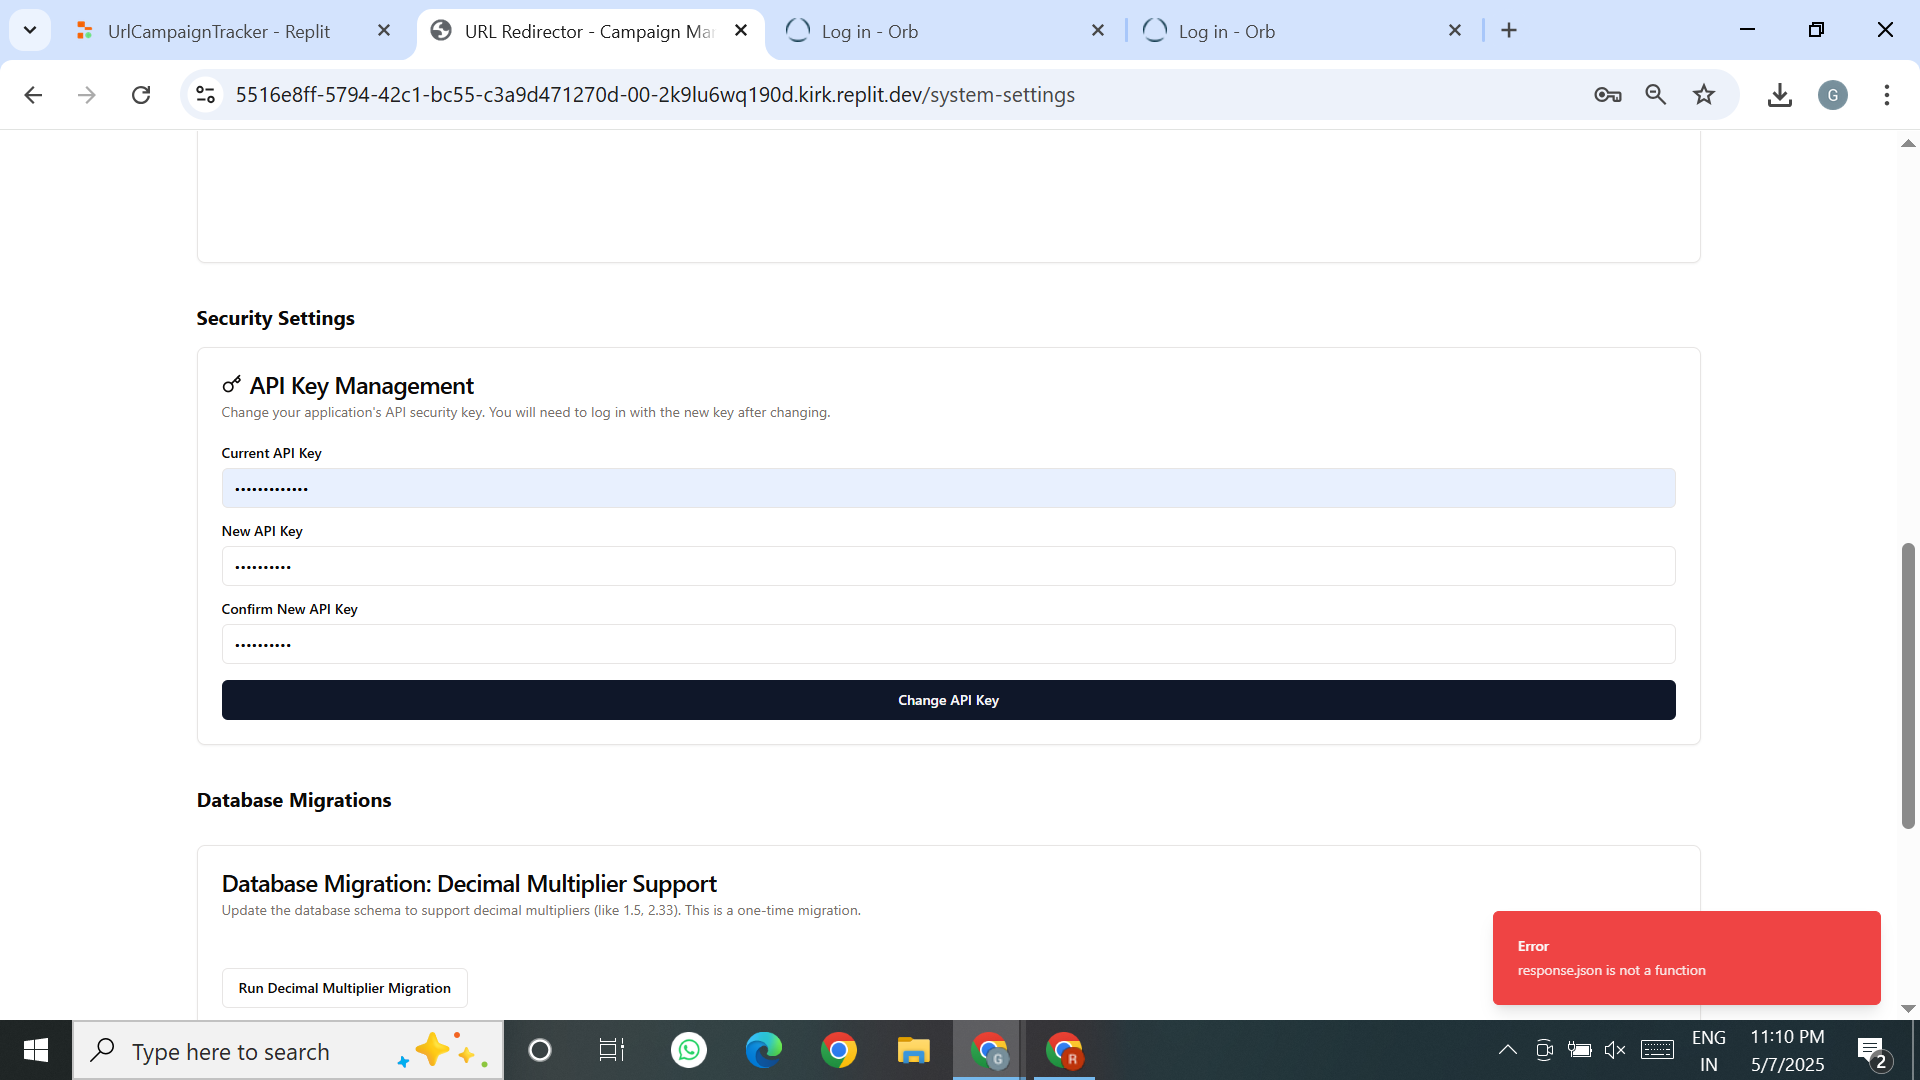 UrlCampaignTracker - Replit
URL Redirector - Campaign Ma
Log in - Orb
Log in - Orb
5516e8ff-5794-42c1-bc55-c3a9d471270d-00-2k9lu6wq190d.kirk.replit.dev/system-settings
G
Security Settings
API Key Management
Change your application's API security key. You will need to log in with the new key after changing.
Current API Key
•••••••••••••
New API Key
••••••••••
Confirm New API Key
••••••••••
Change API Key
Database Migrations
Database Migration: Decimal Multiplier Support
Update the database schema to support decimal multipliers (like 1.5, 2.33). This is a one-time migration.
Run Decimal Multiplier Migration
Error
response.json is not a function
Type here to search
G
R
ENG
IN
11:10 PM
5/7/2025
2